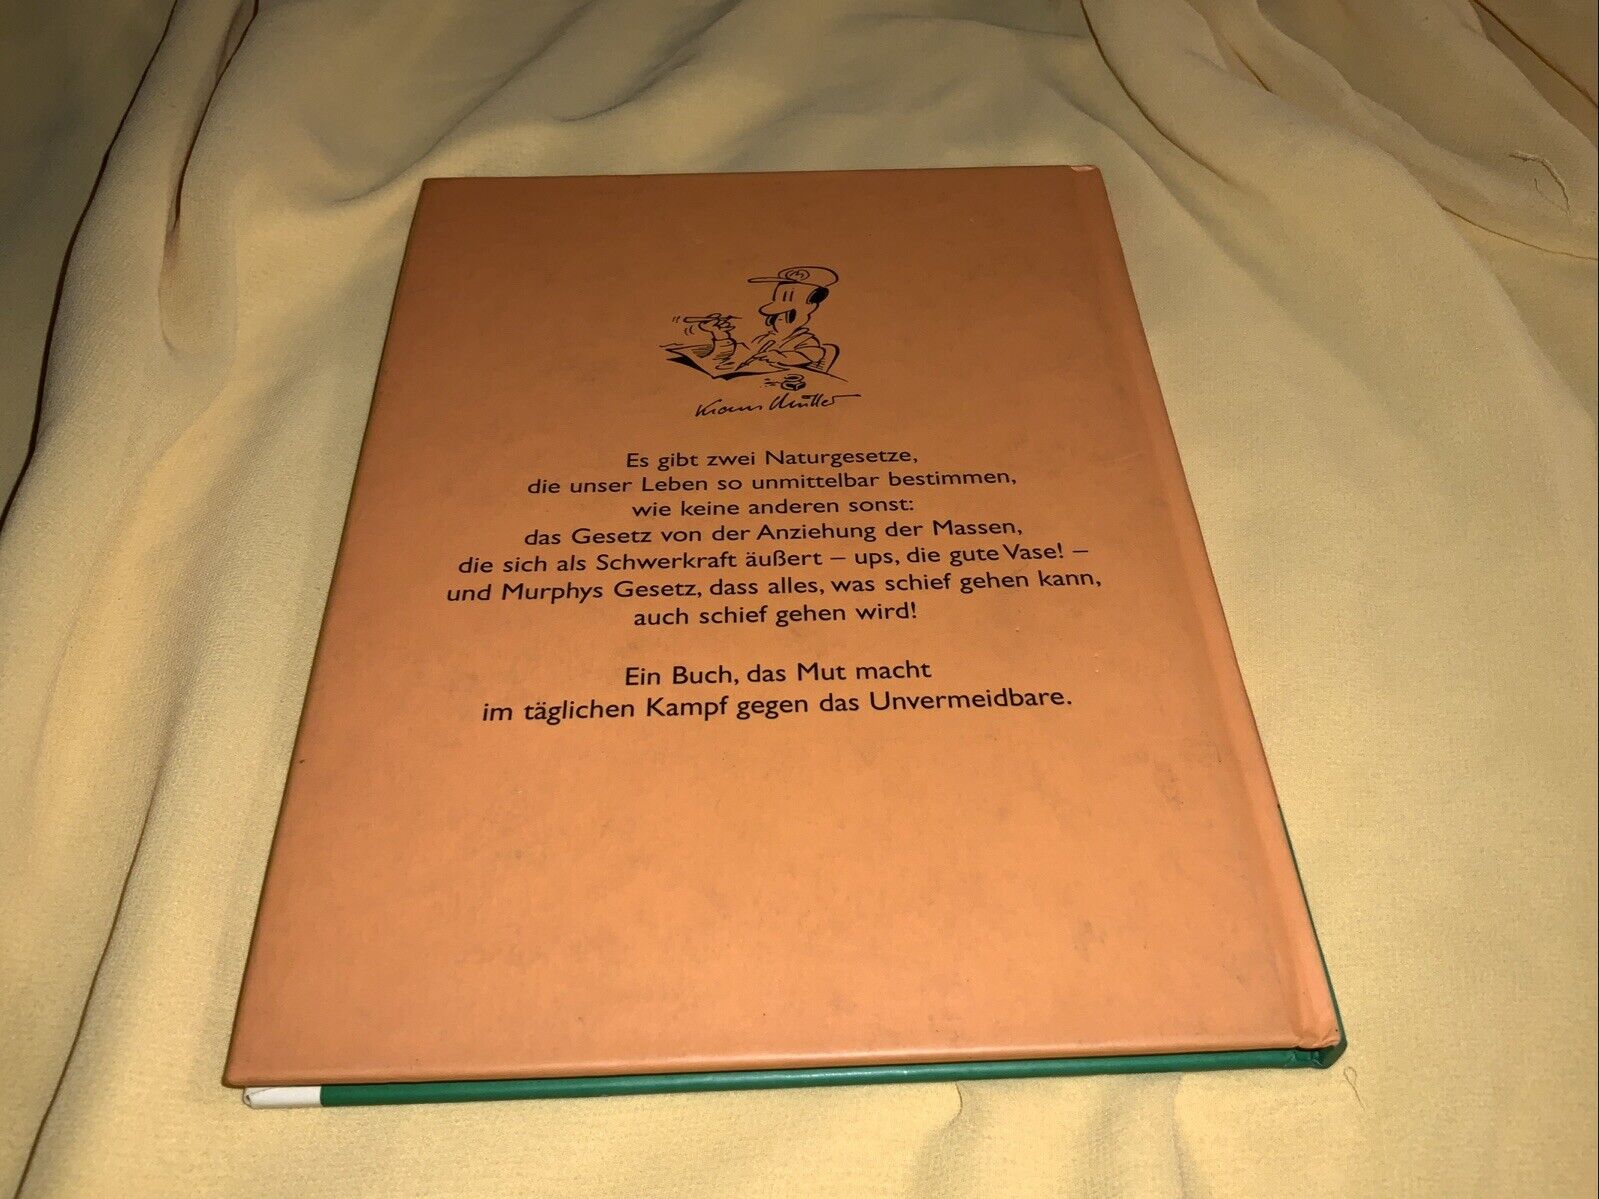 M
Klaus Müller
Es gibt zwei Naturgesetze,
die unser Leben so unmittelbar bestimmen,
wie keine anderen sonst:
das Gesetz von der Anziehung der Massen,
die sich als Schwerkraft äußert – ups, die gute Vase! –
und Murphys Gesetz, dass alles, was schief gehen kann,
auch schief gehen wird!
Ein Buch, das Mut macht
im täglichen Kampf gegen das Unvermeidbare.